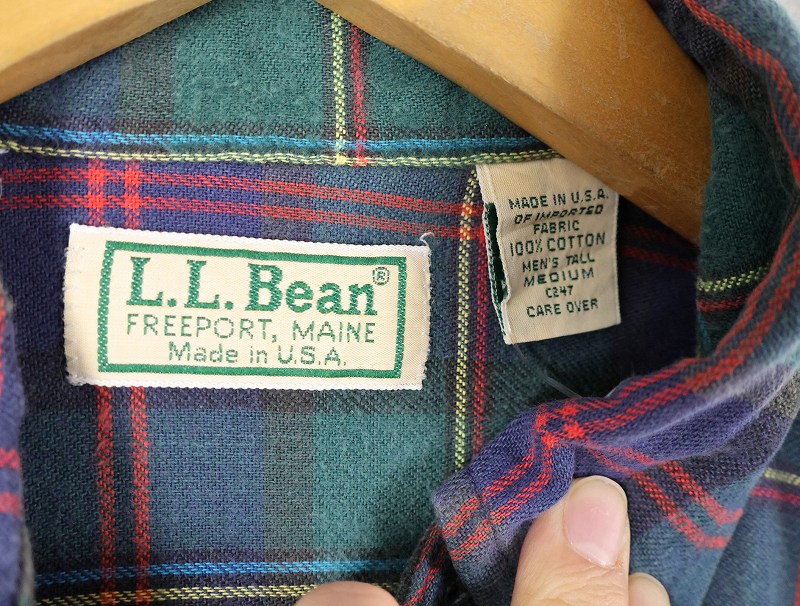 L.L.Bean®
FREEPORT, MAINE
Made in U.S.A.
MADE IN U.S.A.
OF IMPORTED
FABRIC
100% COTTON
MEN'S TALL
MEDIUM
C247
CARE OVER